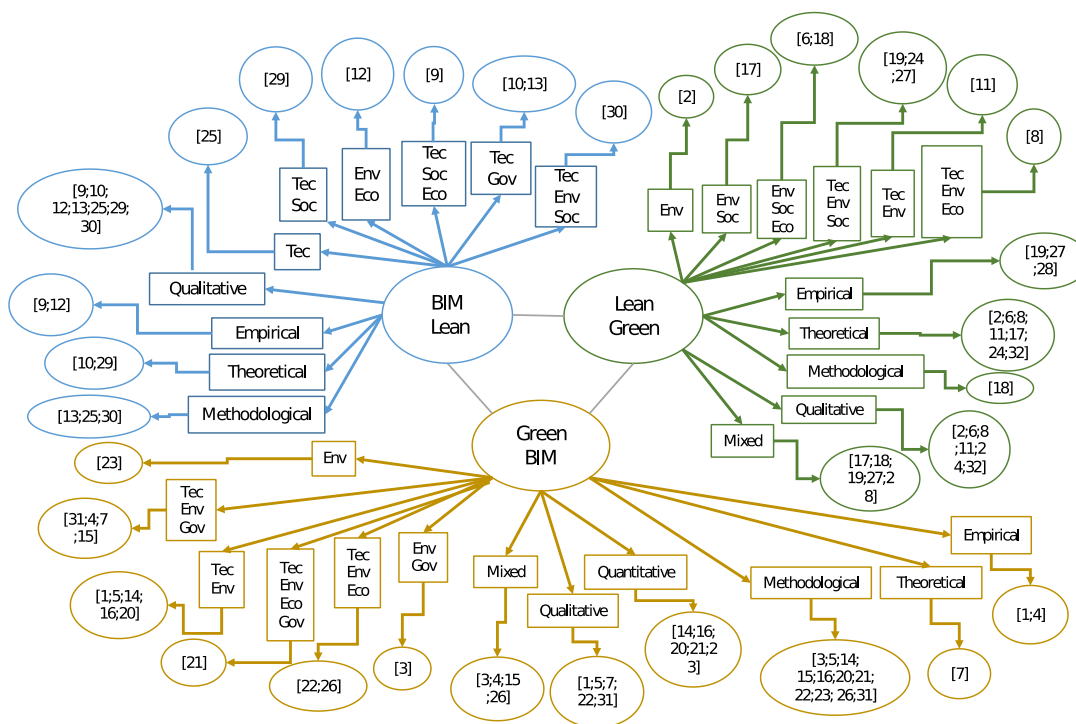 [29]
[12]
[9]
[10;13]
[30]
[25]
[9;10;
12;13;25;29;
30]
Tec
Soc
Env
Eco
Tec
Soc
Eco
Tec
Gov
Tec
Env
Soc
Tec
Qualitative
[9;12]
Empirical
[10;29]
Theoretical
[13;25;30]
Methodological
BIM
Lean
[2]
[17]
[6;18]
[19;24
;27]
[11]
[8]
Env
Env
Soc
Env
Soc
Eco
Tec
Env
Soc
Tec
Env
Tec
Env
Eco
Lean
Green
Empirical
[19;27
;28]
Theoretical
[2;6;8;
11;17;
24;32]
Methodological
[18]
Qualitative
[2;6;8
;11;2
4;32]
Mixed
[17;18;
19;27;2
8]
Green
BIM
[23]
Env
[31;4;7
;15]
Tec
Env
Gov
[1;5;14;
16;20]
Tec
Env
[21]
Tec
Env
Eco
Gov
[22;26]
Tec
Env
Eco
[3]
Env
Gov
Mixed
[3;4;15
;26]
Qualitative
[1;5;7;
22;31]
Quantitative
[14;16;
20;21;2
3]
Methodological
[3;5;14;
15;16;20;21;
22;23; 26;31]
Theoretical
[7]
Empirical
[1;4]